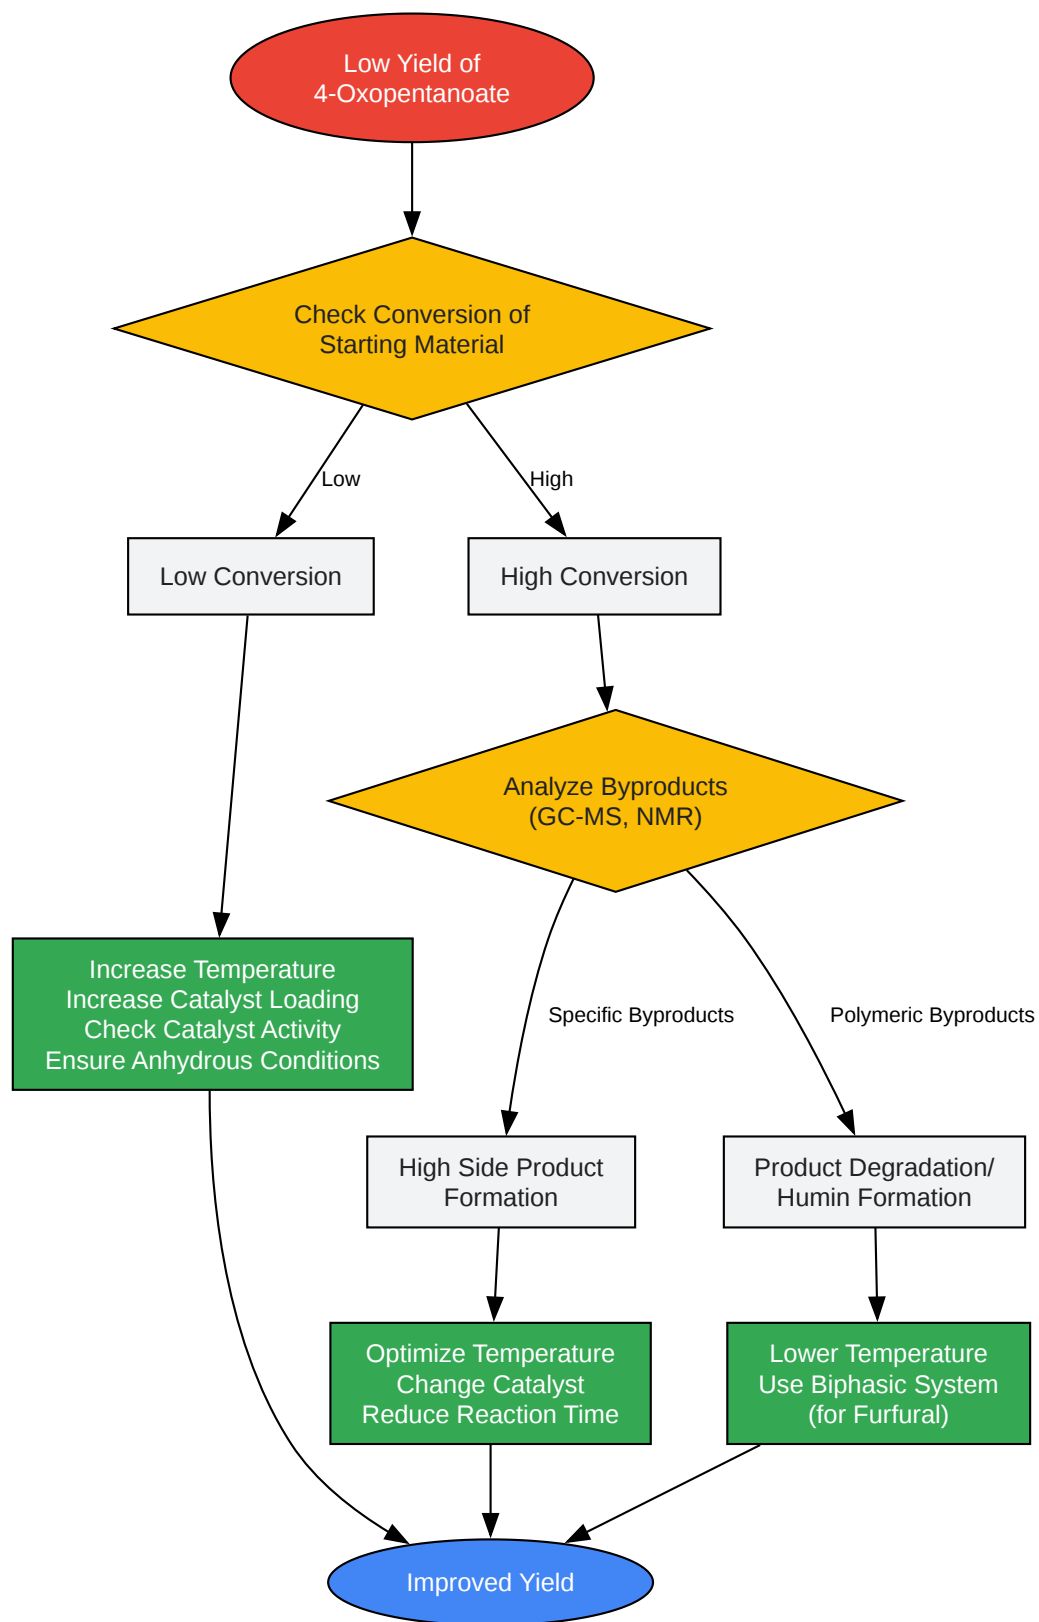 Low Yield of
4-Oxopentanoate
Check Conversion of
Starting Material
Low
High
Low Conversion
High Conversion
Analyze Byproducts
(GC-MS, NMR)
Increase Temperature
Increase Catalyst Loading
Check Catalyst Activity
Ensure Anhydrous Conditions
Specific Byproducts
Polymeric Byproducts
High Side Product
Formation
Product Degradation/
Humin Formation
Optimize Temperature
Change Catalyst
Reduce Reaction Time
Lower Temperature
Use Biphasic System
(for Furfural)
Improved Yield